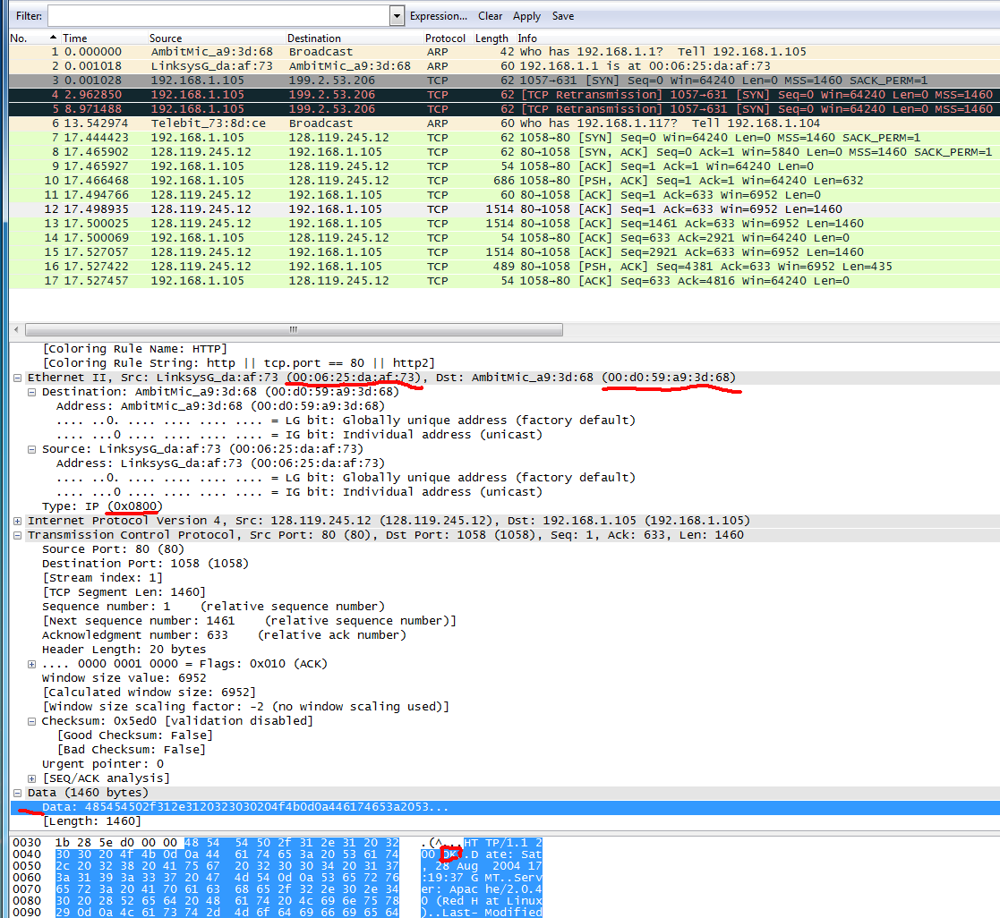 Filter: Expression... Clear Apply Save
No. Time Source Destination Protocol Length Info
1 0.000000 AmbitMic_a9:3d:68 Broadcast ARP 42 Who has 192.168.1.1? Tell 192.168.1.105
2 0.001018 LinksysG_da:af:73 AmbitMic_a9:3d:68 ARP 60 192.168.1.1 is at 00:06:25:da:af:73
3 0.001028 192.168.1.105 199.2.53.206 TCP 62 1057→631 [SYN] Seq=0 Win=64240 Len=0 MSS=1460 SACK_PERM=1
4 2.962850 192.168.1.105 199.2.53.206 TCP 62 [TCP Retransmission] 1057→631 [SYN] Seq=0 Win=64240 Len=0 MSS=1460
5 8.971488 192.168.1.105 199.2.53.206 TCP 62 [TCP Retransmission] 1057→631 [SYN] Seq=0 Win=64240 Len=0 MSS=1460
6 13.542974 Telebit_73:8d:ce Broadcast ARP 60 Who has 192.168.1.117? Tell 192.168.1.104
7 17.444423 192.168.1.105 128.119.245.12 TCP 62 1058→80 [SYN] Seq=0 Win=64240 Len=0 MSS=1460 SACK_PERM=1
8 17.465902 128.119.245.12 192.168.1.105 TCP 62 80→1058 [SYN, ACK] Seq=0 Ack=1 Win=5840 Len=0 MSS=1460 SACK_PERM=1
9 17.465927 192.168.1.105 128.119.245.12 TCP 54 1058→80 [ACK] Seq=1 Ack=1 Win=64240 Len=0
10 17.466468 192.168.1.105 128.119.245.12 TCP 686 1058→80 [PSH, ACK] Seq=1 Ack=1 Win=64240 Len=632
11 17.494766 128.119.245.12 192.168.1.105 TCP 60 80→1058 [ACK] Seq=1 Ack=633 Win=6952 Len=0
12 17.498935 128.119.245.12 192.168.1.105 TCP 1514 80→1058 [ACK] Seq=1 Ack=633 Win=6952 Len=1460
13 17.500025 128.119.245.12 192.168.1.105 TCP 1514 80→1058 [ACK] Seq=1461 Ack=633 Win=6952 Len=1460
14 17.500069 192.168.1.105 128.119.245.12 TCP 54 1058→80 [ACK] Seq=633 Ack=2921 Win=64240 Len=0
15 17.527057 128.119.245.12 192.168.1.105 TCP 1514 80→1058 [ACK] Seq=2921 Ack=633 Win=6952 Len=1460
16 17.527422 128.119.245.12 192.168.1.105 TCP 489 80→1058 [PSH, ACK] Seq=4381 Ack=633 Win=6952 Len=435
17 17.527457 192.168.1.105 128.119.245.12 TCP 54 1058→80 [ACK] Seq=633 Ack=4816 Win=64240 Len=0
[Coloring Rule Name: HTTP]
[Coloring Rule String: http || tcp.port == 80 || http2]
Ethernet II, Src: LinksysG_da:af:73 (00:06:25:da:af:73), Dst: AmbitMic_a9:3d:68 (00:d0:59:a9:3d:68)
Destination: AmbitMic_a9:3d:68 (00:d0:59:a9:3d:68)
Address: AmbitMic_a9:3d:68 (00:d0:59:a9:3d:68)
.... ..0. .... .... .... .... = LG bit: Globally unique address (factory default)
.... ...0 .... .... .... .... = IG bit: Individual address (unicast)
Source: LinksysG_da:af:73 (00:06:25:da:af:73)
Address: LinksysG_da:af:73 (00:06:25:da:af:73)
.... ..0. .... .... .... .... = LG bit: Globally unique address (factory default)
.... ...0 .... .... .... .... = IG bit: Individual address (unicast)
Type: IP (0x0800)
Internet Protocol Version 4, Src: 128.119.245.12 (128.119.245.12), Dst: 192.168.1.105 (192.168.1.105)
Transmission Control Protocol, Src Port: 80 (80), Dst Port: 1058 (1058), Seq: 1, Ack: 633, Len: 1460
Source Port: 80 (80)
Destination Port: 1058 (1058)
[Stream index: 1]
[TCP Segment Len: 1460]
Sequence number: 1 (relative sequence number)
[Next sequence number: 1461 (relative sequence number)]
Acknowledgment number: 633 (relative ack number)
Header Length: 20 bytes
.... 0000 0001 0000 = Flags: 0x010 (ACK)
Window size value: 6952
[Calculated window size: 6952]
[Window size scaling factor: -2 (no window scaling used)]
Checksum: 0x5ed0 [validation disabled]
[Good Checksum: False]
[Bad Checksum: False]
Urgent pointer: 0
[SEQ/ACK analysis]
Data (1460 bytes)
Data: 485454502f312e3120323030204f4b0d0a446174653a2053...
[Length: 1460]
0030 1b 28 5e d0 00 00 48 54 54 50 2f 31 2e 31 20 32 .(^...HT TP/1.1 2
0040 30 30 20 4f 4b 0d 0a 44 61 74 65 3a 20 53 61 74 00 OK..D ate: Sat
0050 2c 20 32 38 20 41 75 67 20 32 30 30 34 20 31 37 , 28 Aug 2004 17
0060 3a 31 39 3a 33 37 20 47 4d 54 0d 0a 53 65 72 76 :19:37 G MT..Serv
0070 65 72 3a 20 41 70 61 63 68 65 2f 32 2e 30 2e 34 er: Apac he/2.0.4
0080 30 20 28 52 65 64 20 48 61 74 20 4c 69 6e 75 78 0 (Red H at Linux
0090 29 0d 0a 4c 61 73 74 2d 4d 6f 64 69 66 69 65 64 )..Last- Modified